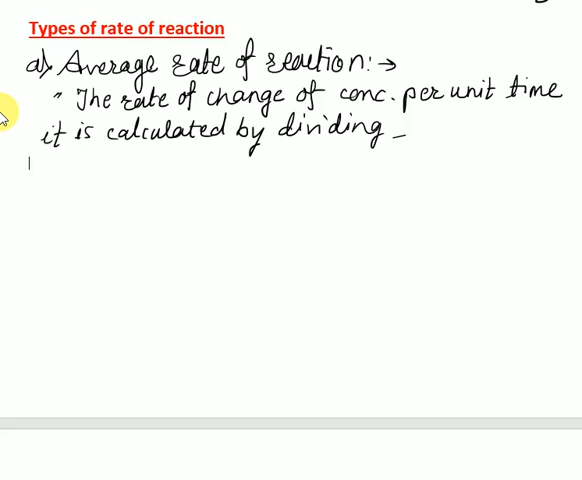 Types of rate of reaction
a) Average rate of reaction:→
" The rate of change of conc. per unit time
it is calculated by dividing –